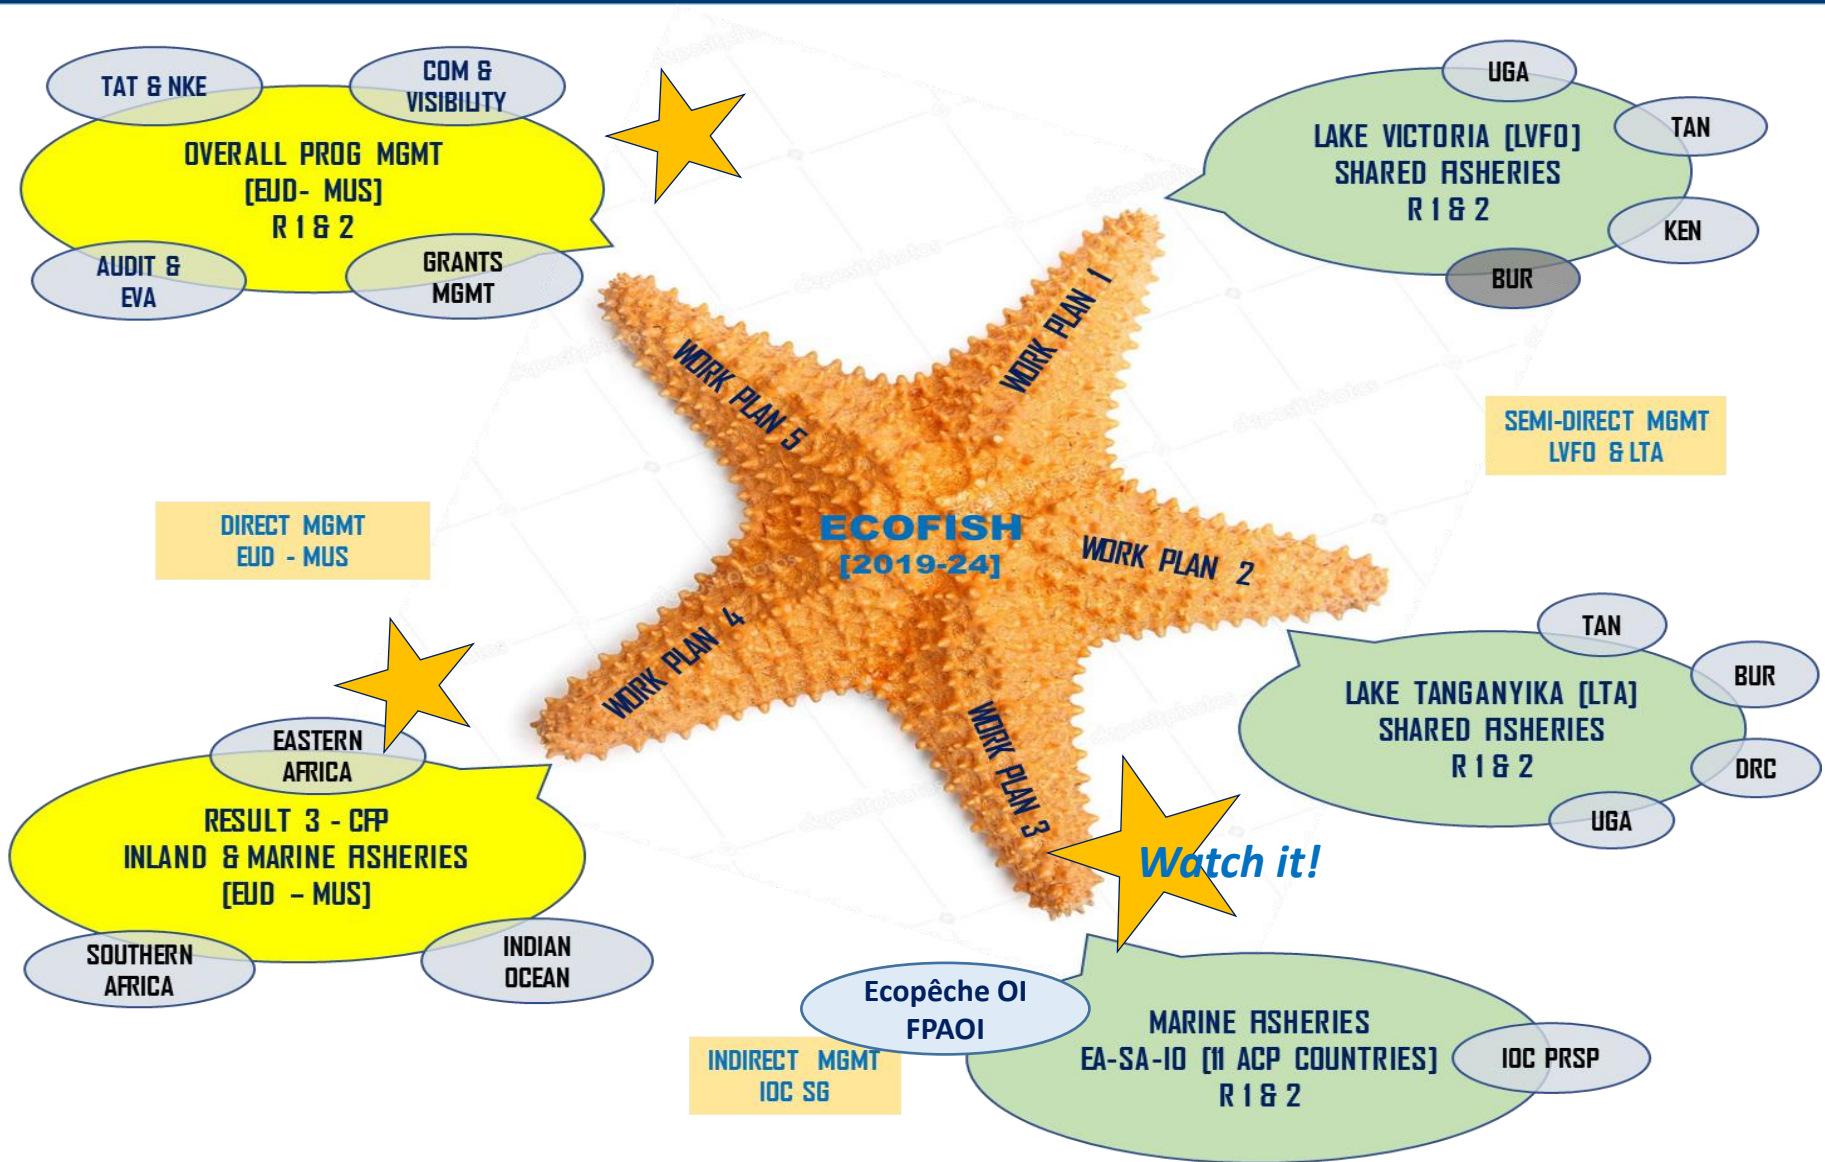 TAT & NKE
COM &
VISIBILITY
OVERALL PROG MGMT
[EUD- MUS]
R 1 & 2
AUDIT &
EVA
GRANTS
MGMT
UGA
TAN
LAKE VICTORIA [LVFO]
SHARED FISHERIES
R 1 & 2
KEN
BUR
WORK PLAN 1
WORK PLAN 5
SEMI-DIRECT MGMT
LVFO & LTA
DIRECT MGMT
EUD - MUS
ECOFISH
[2019-24]
WORK PLAN 2
WORK PLAN 4
WORK PLAN 3
TAN
BUR
LAKE TANGANYIKA [LTA]
SHARED FISHERIES
R 1 & 2
DRC
UGA
EASTERN
AFRICA
RESULT 3 - CFP
INLAND & MARINE FISHERIES
[EUD – MUS]
SOUTHERN
AFRICA
INDIAN
OCEAN
Watch it!
Ecopêche OI
FPAOI
MARINE FISHERIES
EA-SA-IO [11 ACP COUNTRIES]
R 1 & 2
IOC PRSP
INDIRECT MGMT
IOC SG
depositphotos